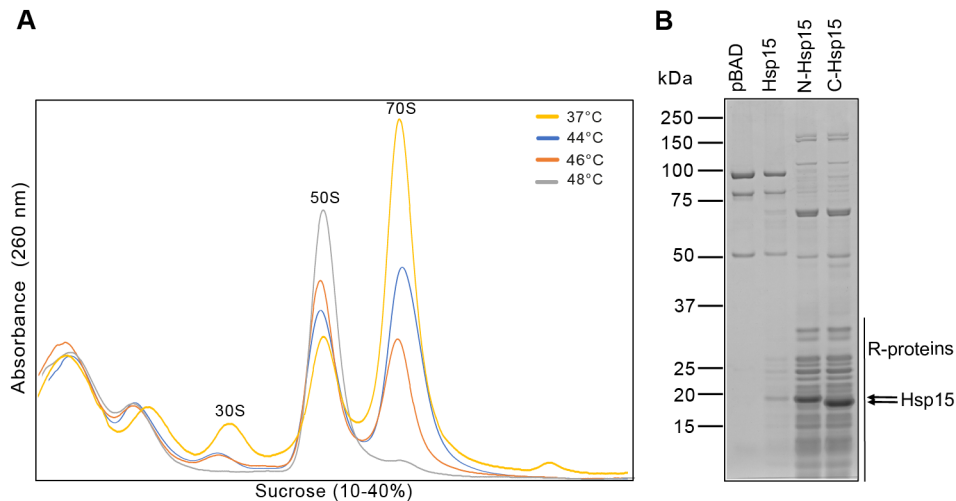 A
Absorbance (260 nm)
Sucrose (10-40%)
30S
50S
70S
37°C
44°C
46°C
48°C
B
kDa
pBAD
Hsp15
N-Hsp15
C-Hsp15
250
150
100
75
50
37
25
20
15
R-proteins
Hsp15